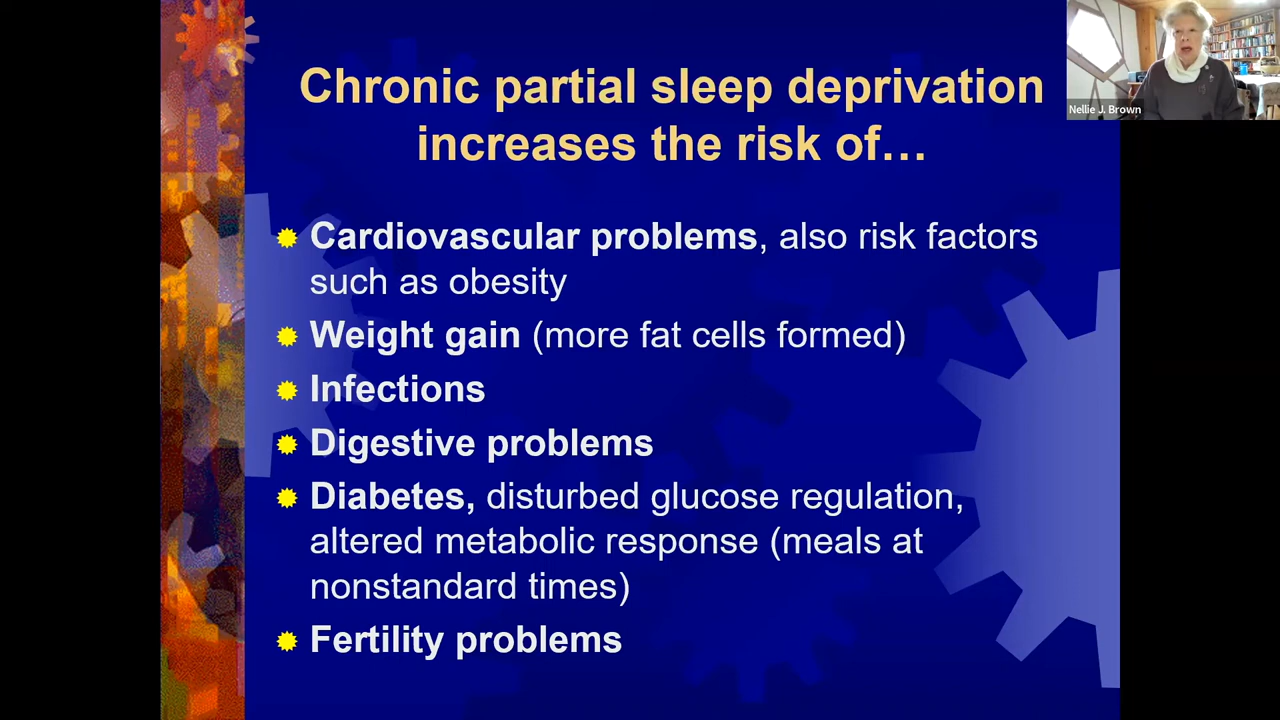 Chronic partial sleep deprivation
increases the risk of…
Cardiovascular problems, also risk factors
such as obesity
Weight gain (more fat cells formed)
Infections
Digestive problems
Diabetes, disturbed glucose regulation,
altered metabolic response (meals at
nonstandard times)
Fertility problems
Nellie J. Brown